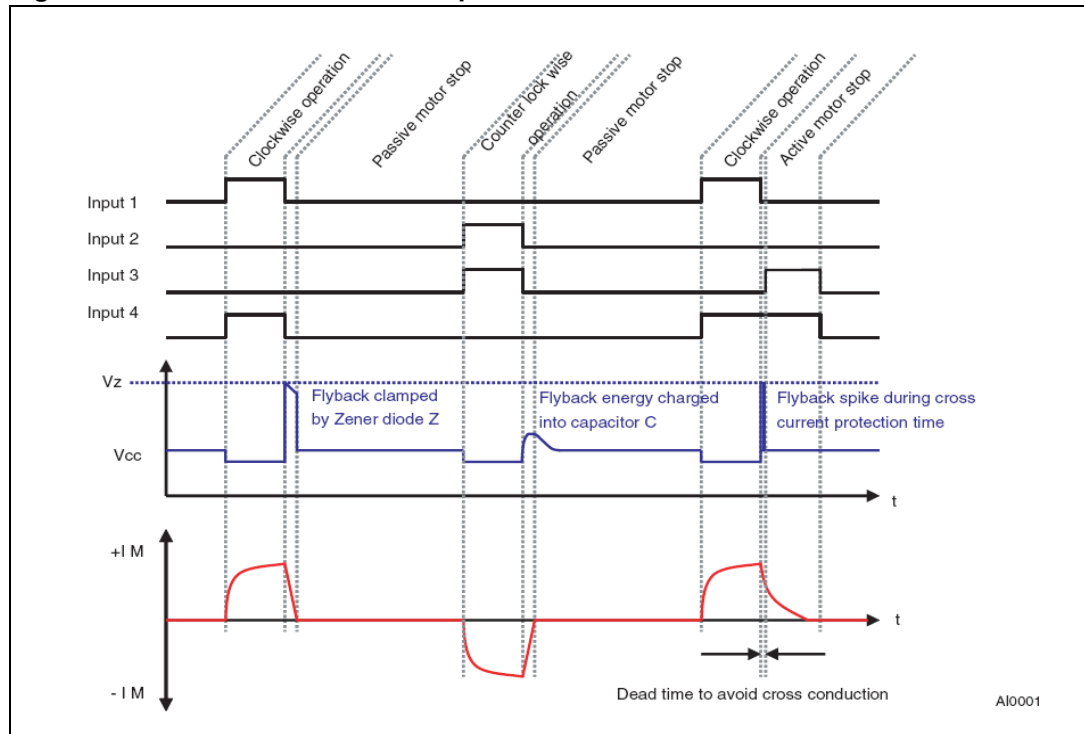 Clockwise operation
Passive motor stop
Counter lock wise
operation
Passive motor stop
Clockwise operation
Active motor stop
Input 1
Input 2
Input 3
Input 4
Vz
Flyback clamped
by Zener diode Z
Flyback energy charged
into capacitor C
Flyback spike during cross
current protection time
Vcc
t
+I M
t
- I M
Dead time to avoid cross conduction
AI0001